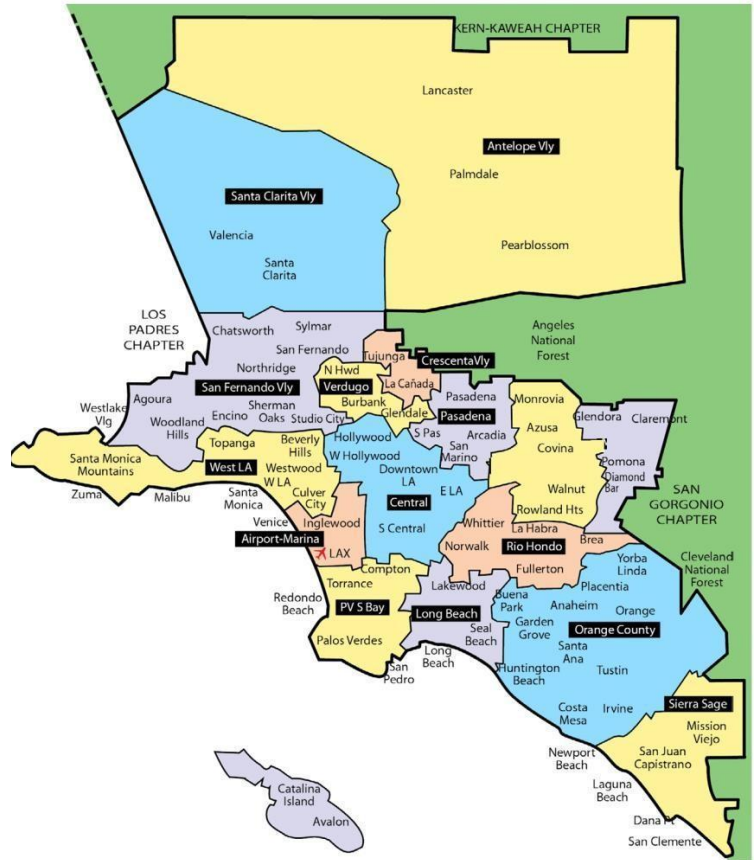 KERN-KAWEAH CHAPTER
Lancaster
Antelope Vly
Palmdale
Santa Clarita Vly
Valencia
Pearblossom
Santa
Clarita
LOS
PADRES
CHAPTER
Chatsworth
Sylmar
Angeles
National
Forest
San Fernando
Tujunga
CrescentaVly
Northridge
N Hwd
La Cañada
San Fernando Vly
Verdugo
Pasadena
Monrovia
Agoura
Burbank
Westlake
Vlg
Encino
Sherman
Oaks
Studio City
Glendale
Pasadena
Glendora
Claremont
Woodland
Hills
Azusa
Topanga
Beverly
Hills
Hollywood
S Pas
Arcadia
San
Marino
Covina
Santa Monica
Mountains
West LA
Westwood
W LA
W Hollywood
Downtown
LA
Pomona
Diamond
Bar
Zuma
Malibu
Santa
Monica
Culver
City
Central
E LA
Walnut
Rowland Hts
SAN
GORGONIO
CHAPTER
Venice
Inglewood
S Central
Whittier
La Habra
Airport-Marina
LAX
Norwalk
Rio Hondo
Brea
Compton
Fullerton
Yorba
Linda
Cleveland
National
Forest
Torrance
Lakewood
Placentia
Redondo
Beach
PV S Bay
Long Beach
Buena
Park
Anaheim
Orange
Garden
Grove
Orange County
Palos Verdes
Seal
Beach
Santa
Ana
San
Pedro
Long
Beach
Huntington
Beach
Tustin
Costa
Mesa
Irvine
Sierra Sage
Mission
Viejo
Newport
Beach
San Juan
Capistrano
Laguna
Beach
Catalina
Island
Avalon
Dana Pt
San Clemente